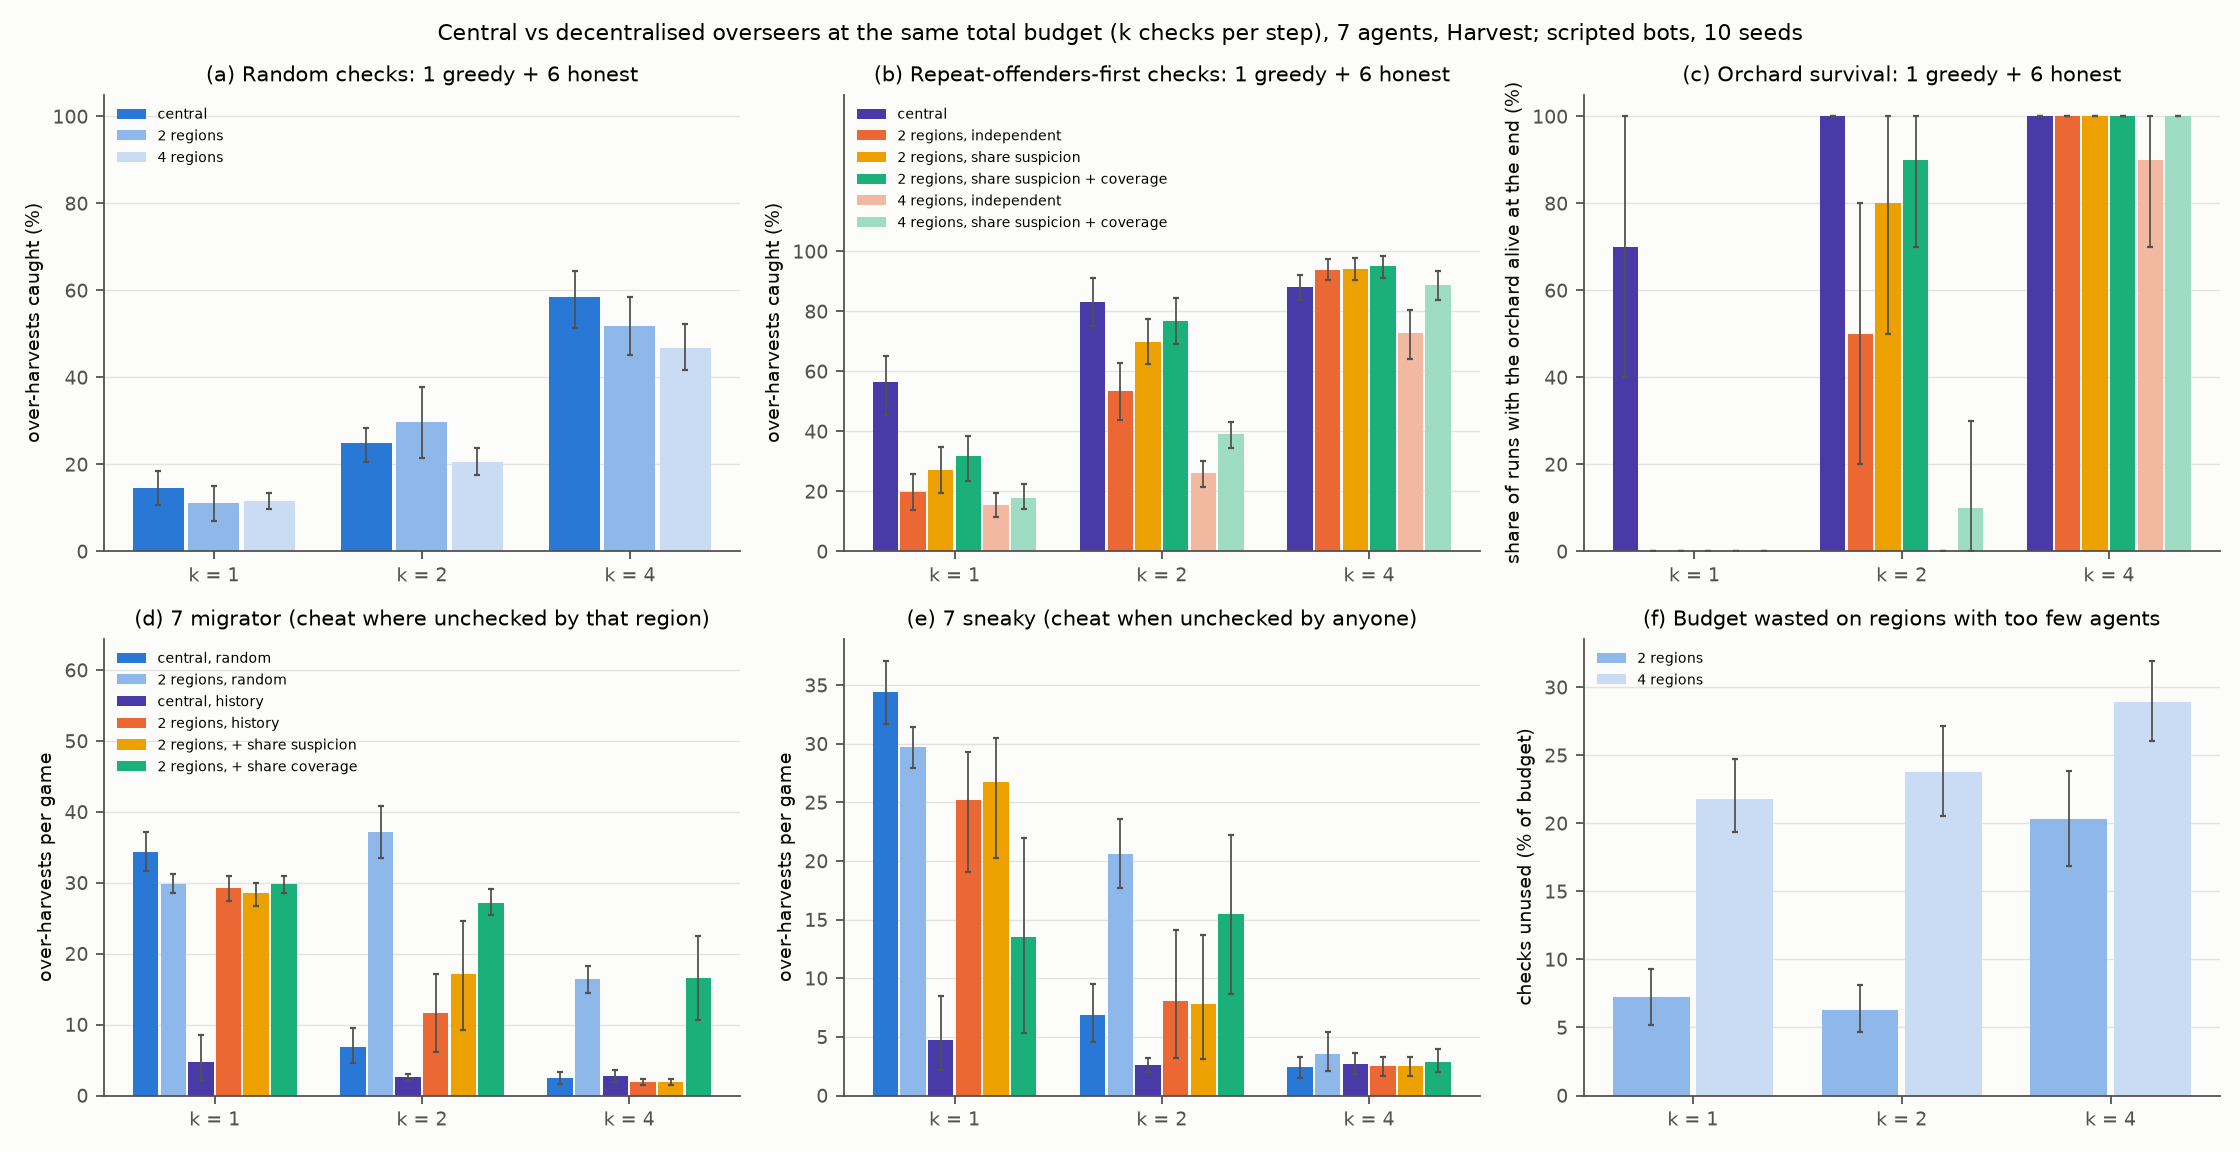 Central vs decentralised overseers at the same total budget (k checks per step), 7 agents, Harvest; scripted bots, 10 seeds
(a) Random checks: 1 greedy + 6 honest
over-harvests caught (%)
100
80
60
40
20
0
central
2 regions
4 regions
k = 1
k = 2
k = 4
(b) Repeat-offenders-first checks: 1 greedy + 6 honest
over-harvests caught (%)
100
80
60
40
20
0
central
2 regions, independent
2 regions, share suspicion
2 regions, share suspicion + coverage
4 regions, independent
4 regions, share suspicion + coverage
k = 1
k = 2
k = 4
(c) Orchard survival: 1 greedy + 6 honest
share of runs with the orchard alive at the end (%)
100
80
60
40
20
0
k = 1
k = 2
k = 4
(d) 7 migrator (cheat where unchecked by that region)
over-harvests per game
60
50
40
30
20
10
0
central, random
2 regions, random
central, history
2 regions, history
2 regions, + share suspicion
2 regions, + share coverage
k = 1
k = 2
k = 4
(e) 7 sneaky (cheat when unchecked by anyone)
over-harvests per game
35
30
25
20
15
10
5
0
k = 1
k = 2
k = 4
(f) Budget wasted on regions with too few agents
checks unused (% of budget)
30
25
20
15
10
5
0
2 regions
4 regions
k = 1
k = 2
k = 4